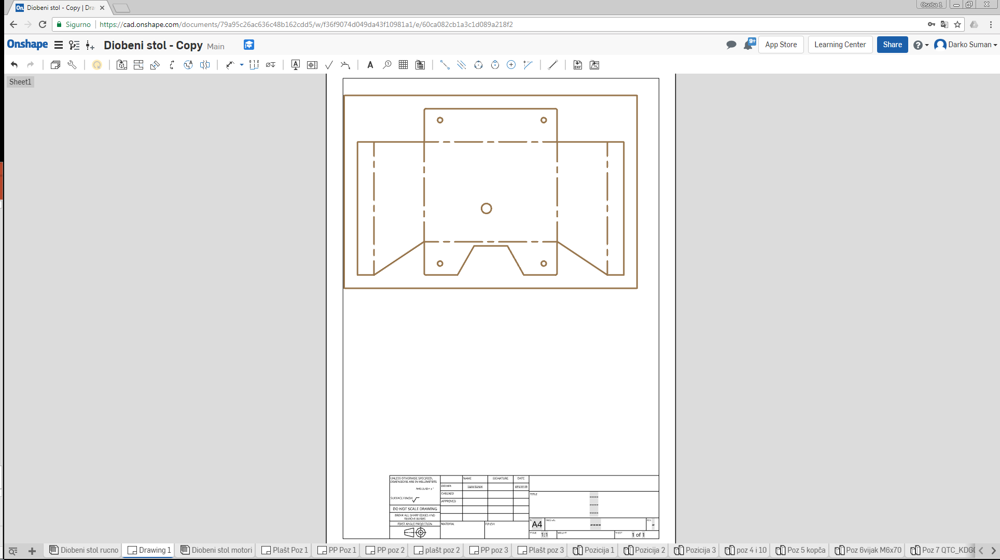 Diobeni stol - Copy | Dra
Osoba 1
Sigurno
https://cad.onshape.com/documents/79a95c26ac636c48b162cdd5/w/f36f9074d049da43f10981a1/e/60ca082cb1a3c1d089a218f2
Onshape
Diobeni stol - Copy Main
9+
App Store
Learning Center
Share
Darko Suman
Sheet1
UNLESS OTHERWISE SPECIFIED,
DIMENSIONS ARE IN MILLIMETERS
SURFACE FINISH
DO NOT SCALE DRAWING
BREAK ALL SHARP EDGES AND
REMOVE BURRS
FIRST ANGLE PROJECTION
NAME SIGNATURE DATE
DRAWN Darko Suman
CHECKED
APPROVED
MATERIAL FINISH
TITLE
----
----
----
A4 ---- -
SCALE 1:1 WEIGHT SHEET 1 of 1
Diobeni stol rucno Drawing 1 Diobeni stol motori Plašt Poz 1 PP Poz 1 PP poz 2 plašt poz 2 PP poz 3 Plašt poz 3 Pozicija 1 Pozicija 2 Pozicija 3 poz 4 i 10 Poz 5 kopča Poz 6vijak M6x70 Poz 7 QTC_KDG